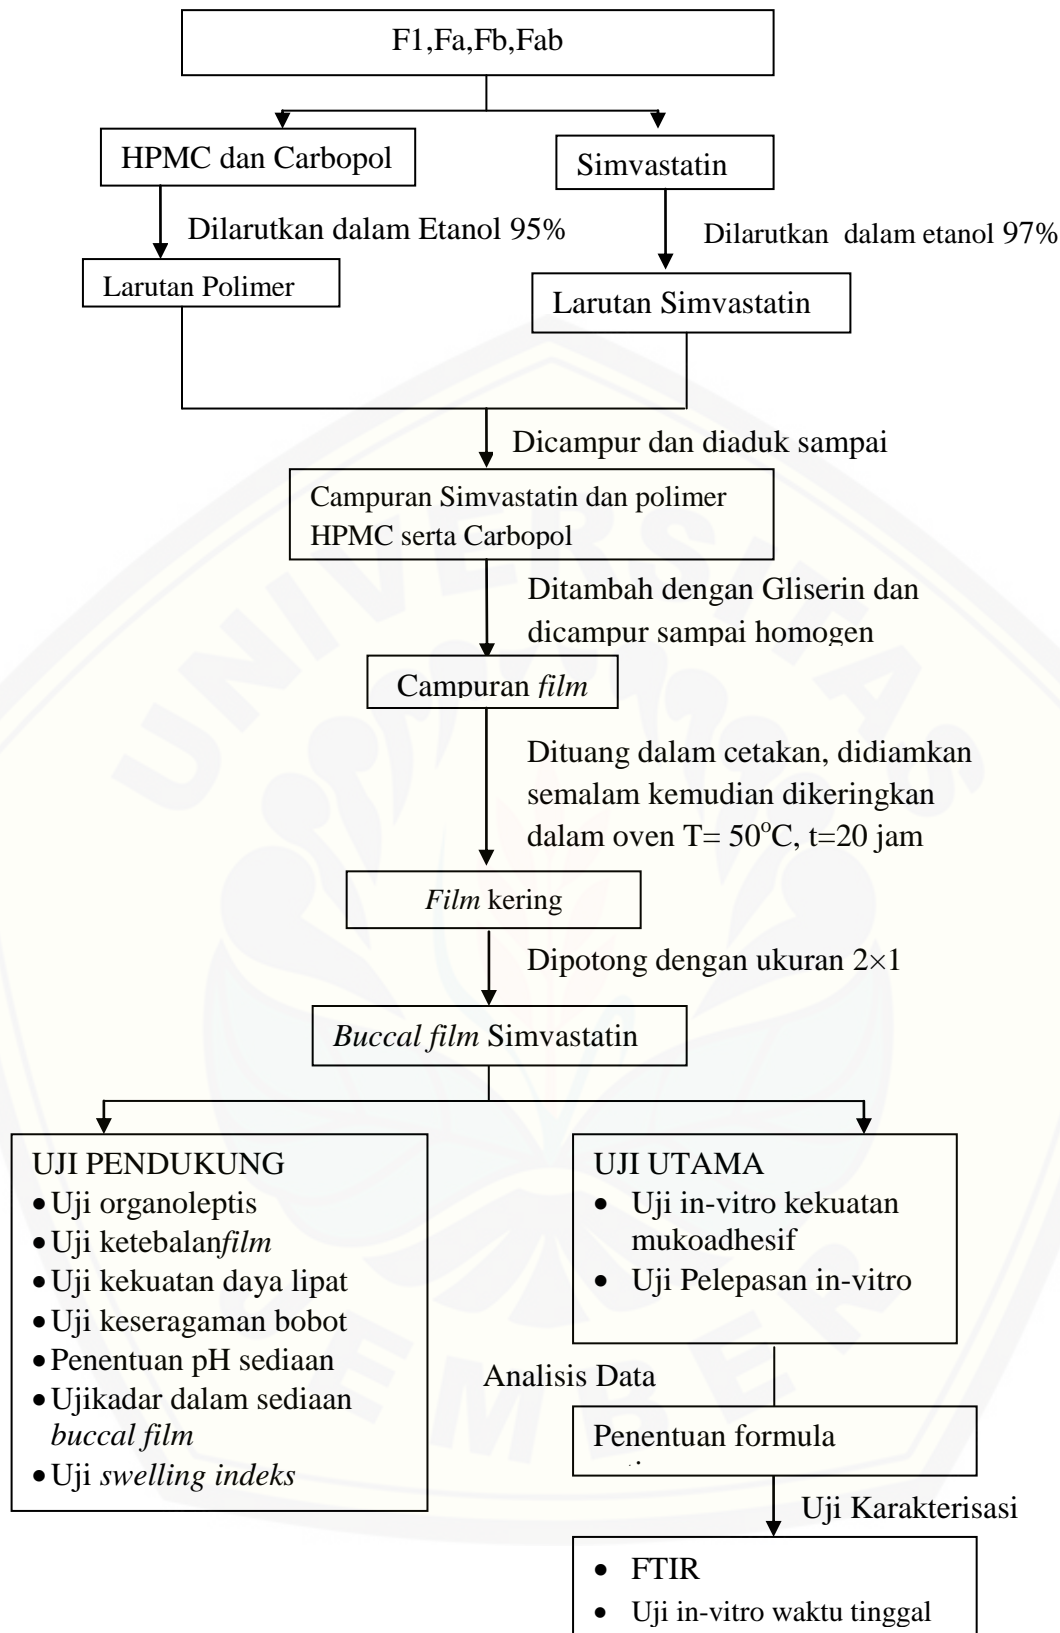 F1,Fa,Fb,Fab
HPMC dan Carbopol
Simvastatin
Dilarutkan dalam Etanol 95%
Dilarutkan dalam etanol 97%
Larutan Polimer
Larutan Simvastatin
Dicampur dan diaduk sampai
Campuran Simvastatin dan polimer
HPMC serta Carbopol
Ditambah dengan Gliserin dan
dicampur sampai homogen
Campuran film
Dituang dalam cetakan, didiamkan
semalam kemudian dikeringkan
dalam oven T= 50°C, t=20 jam
Film kering
Dipotong dengan ukuran 2×1
Buccal film Simvastatin
UJI PENDUKUNG
• Uji organoleptis
• Uji ketebalanfilm
• Uji kekuatan daya lipat
• Uji keseragaman bobot
• Penentuan pH sediaan
• Ujikadar dalam sediaan
buccal film
• Uji swelling indeks
UJI UTAMA
• Uji in-vitro kekuatan
mukoadhesif
• Uji Pelepasan in-vitro
Analisis Data
Penentuan formula
Uji Karakterisasi
• FTIR
• Uji in-vitro waktu tinggal
UNIVERSITAS
JEMBER